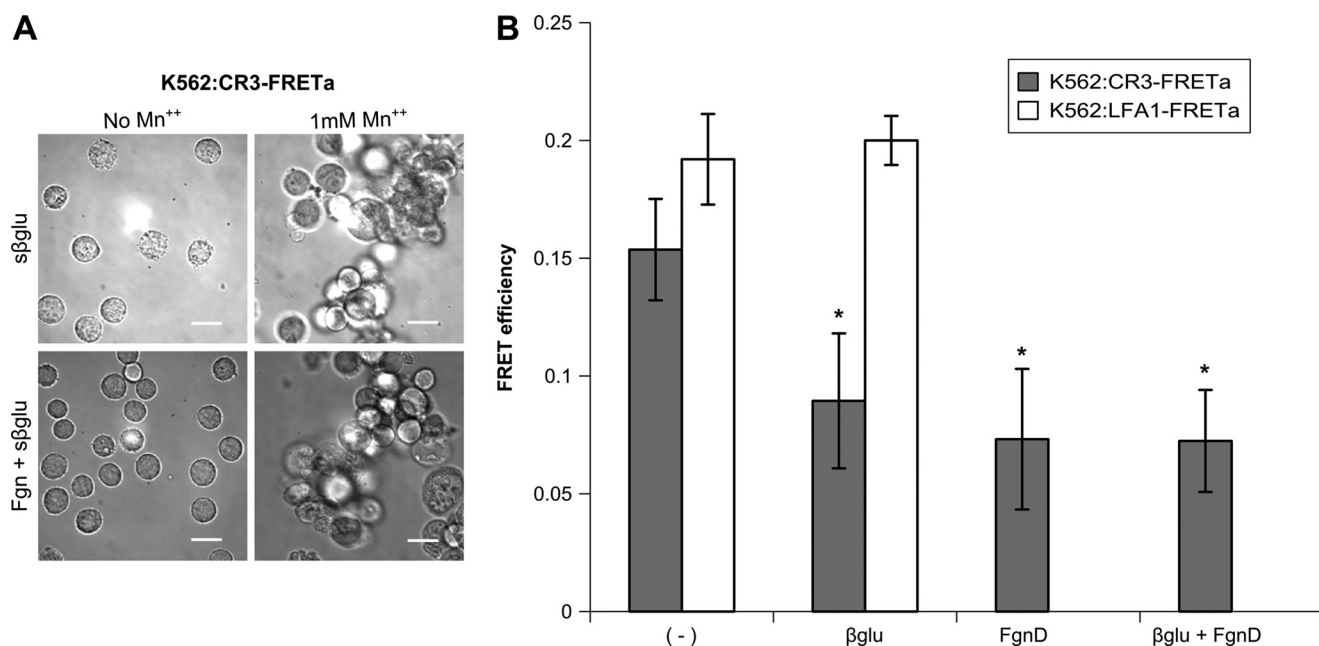 A
K562:CR3-FRETa
No Mn++
1mM Mn++
sβglu
Fgn + sβglu
B
0.25
0.2
0.15
0.1
0.05
0
FRET efficiency
K562:CR3-FRETa
K562:LFA1-FRETa
*
*
*
( - )
βglu
FgnD
βglu + FgnD